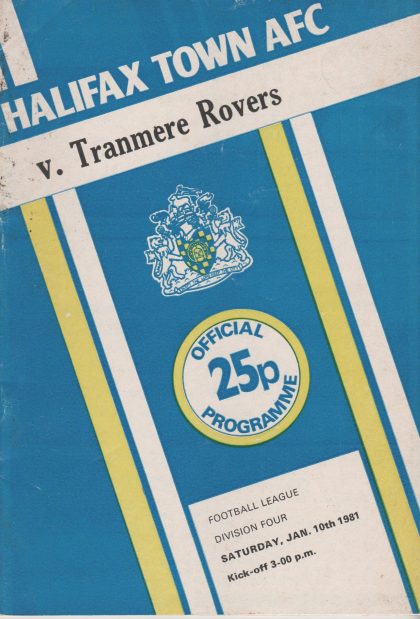 HALIFAX TOWN AFC
v. Tranmere Rovers
OFFICIAL
25p
PROGRAMME
FOOTBALL LEAGUE
DIVISION FOUR
SATURDAY, JAN. 10th 1981
Kick-off 3-00 p.m.